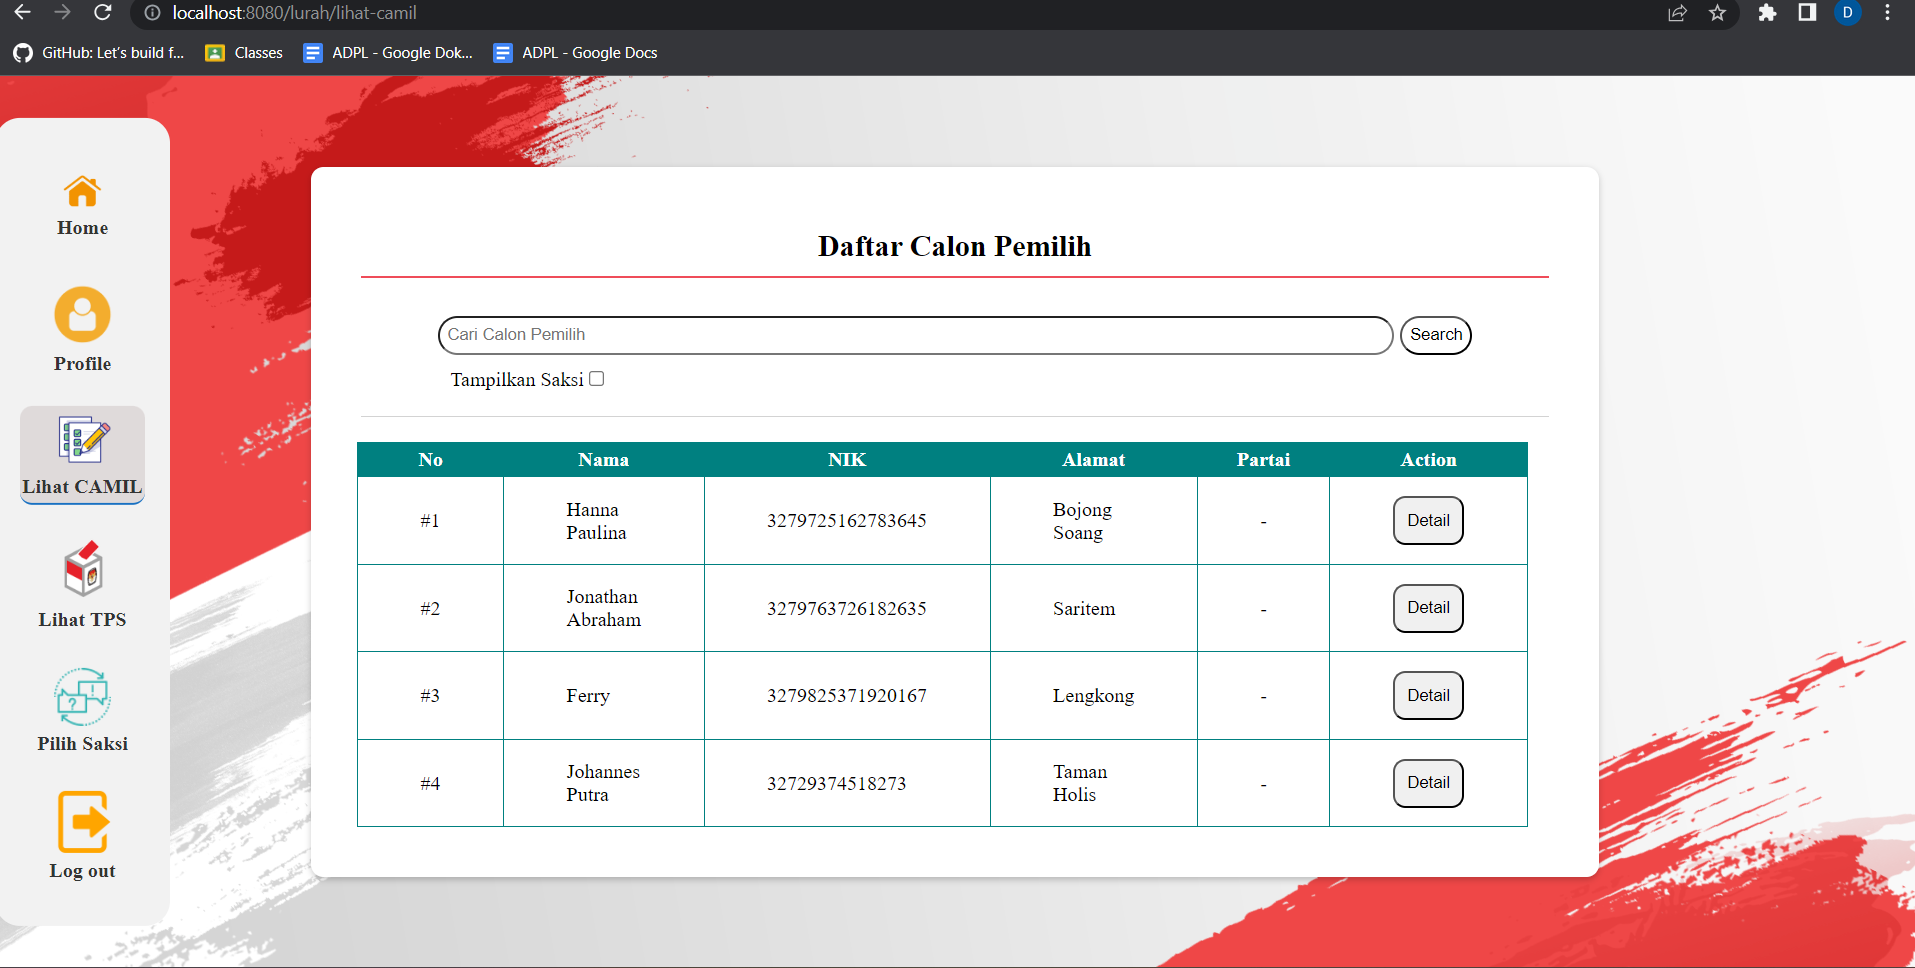 localhost:8080/lurah/lihat-camil
D
GitHub: Let's build f...
Classes
ADPL - Google Dok...
ADPL - Google Docs
Home
Profile
Lihat CAMIL
Lihat TPS
Pilih Saksi
Log out
Daftar Calon Pemilih
Cari Calon Pemilih
Search
Tampilkan Saksi
No Nama NIK Alamat Partai Action
#1 Hanna Paulina 3279725162783645 Bojong Soang - Detail
#2 Jonathan Abraham 3279763726182635 Saritem - Detail
#3 Ferry 3279825371920167 Lengkong - Detail
#4 Johannes Putra 32729374518273 Taman Holis - Detail